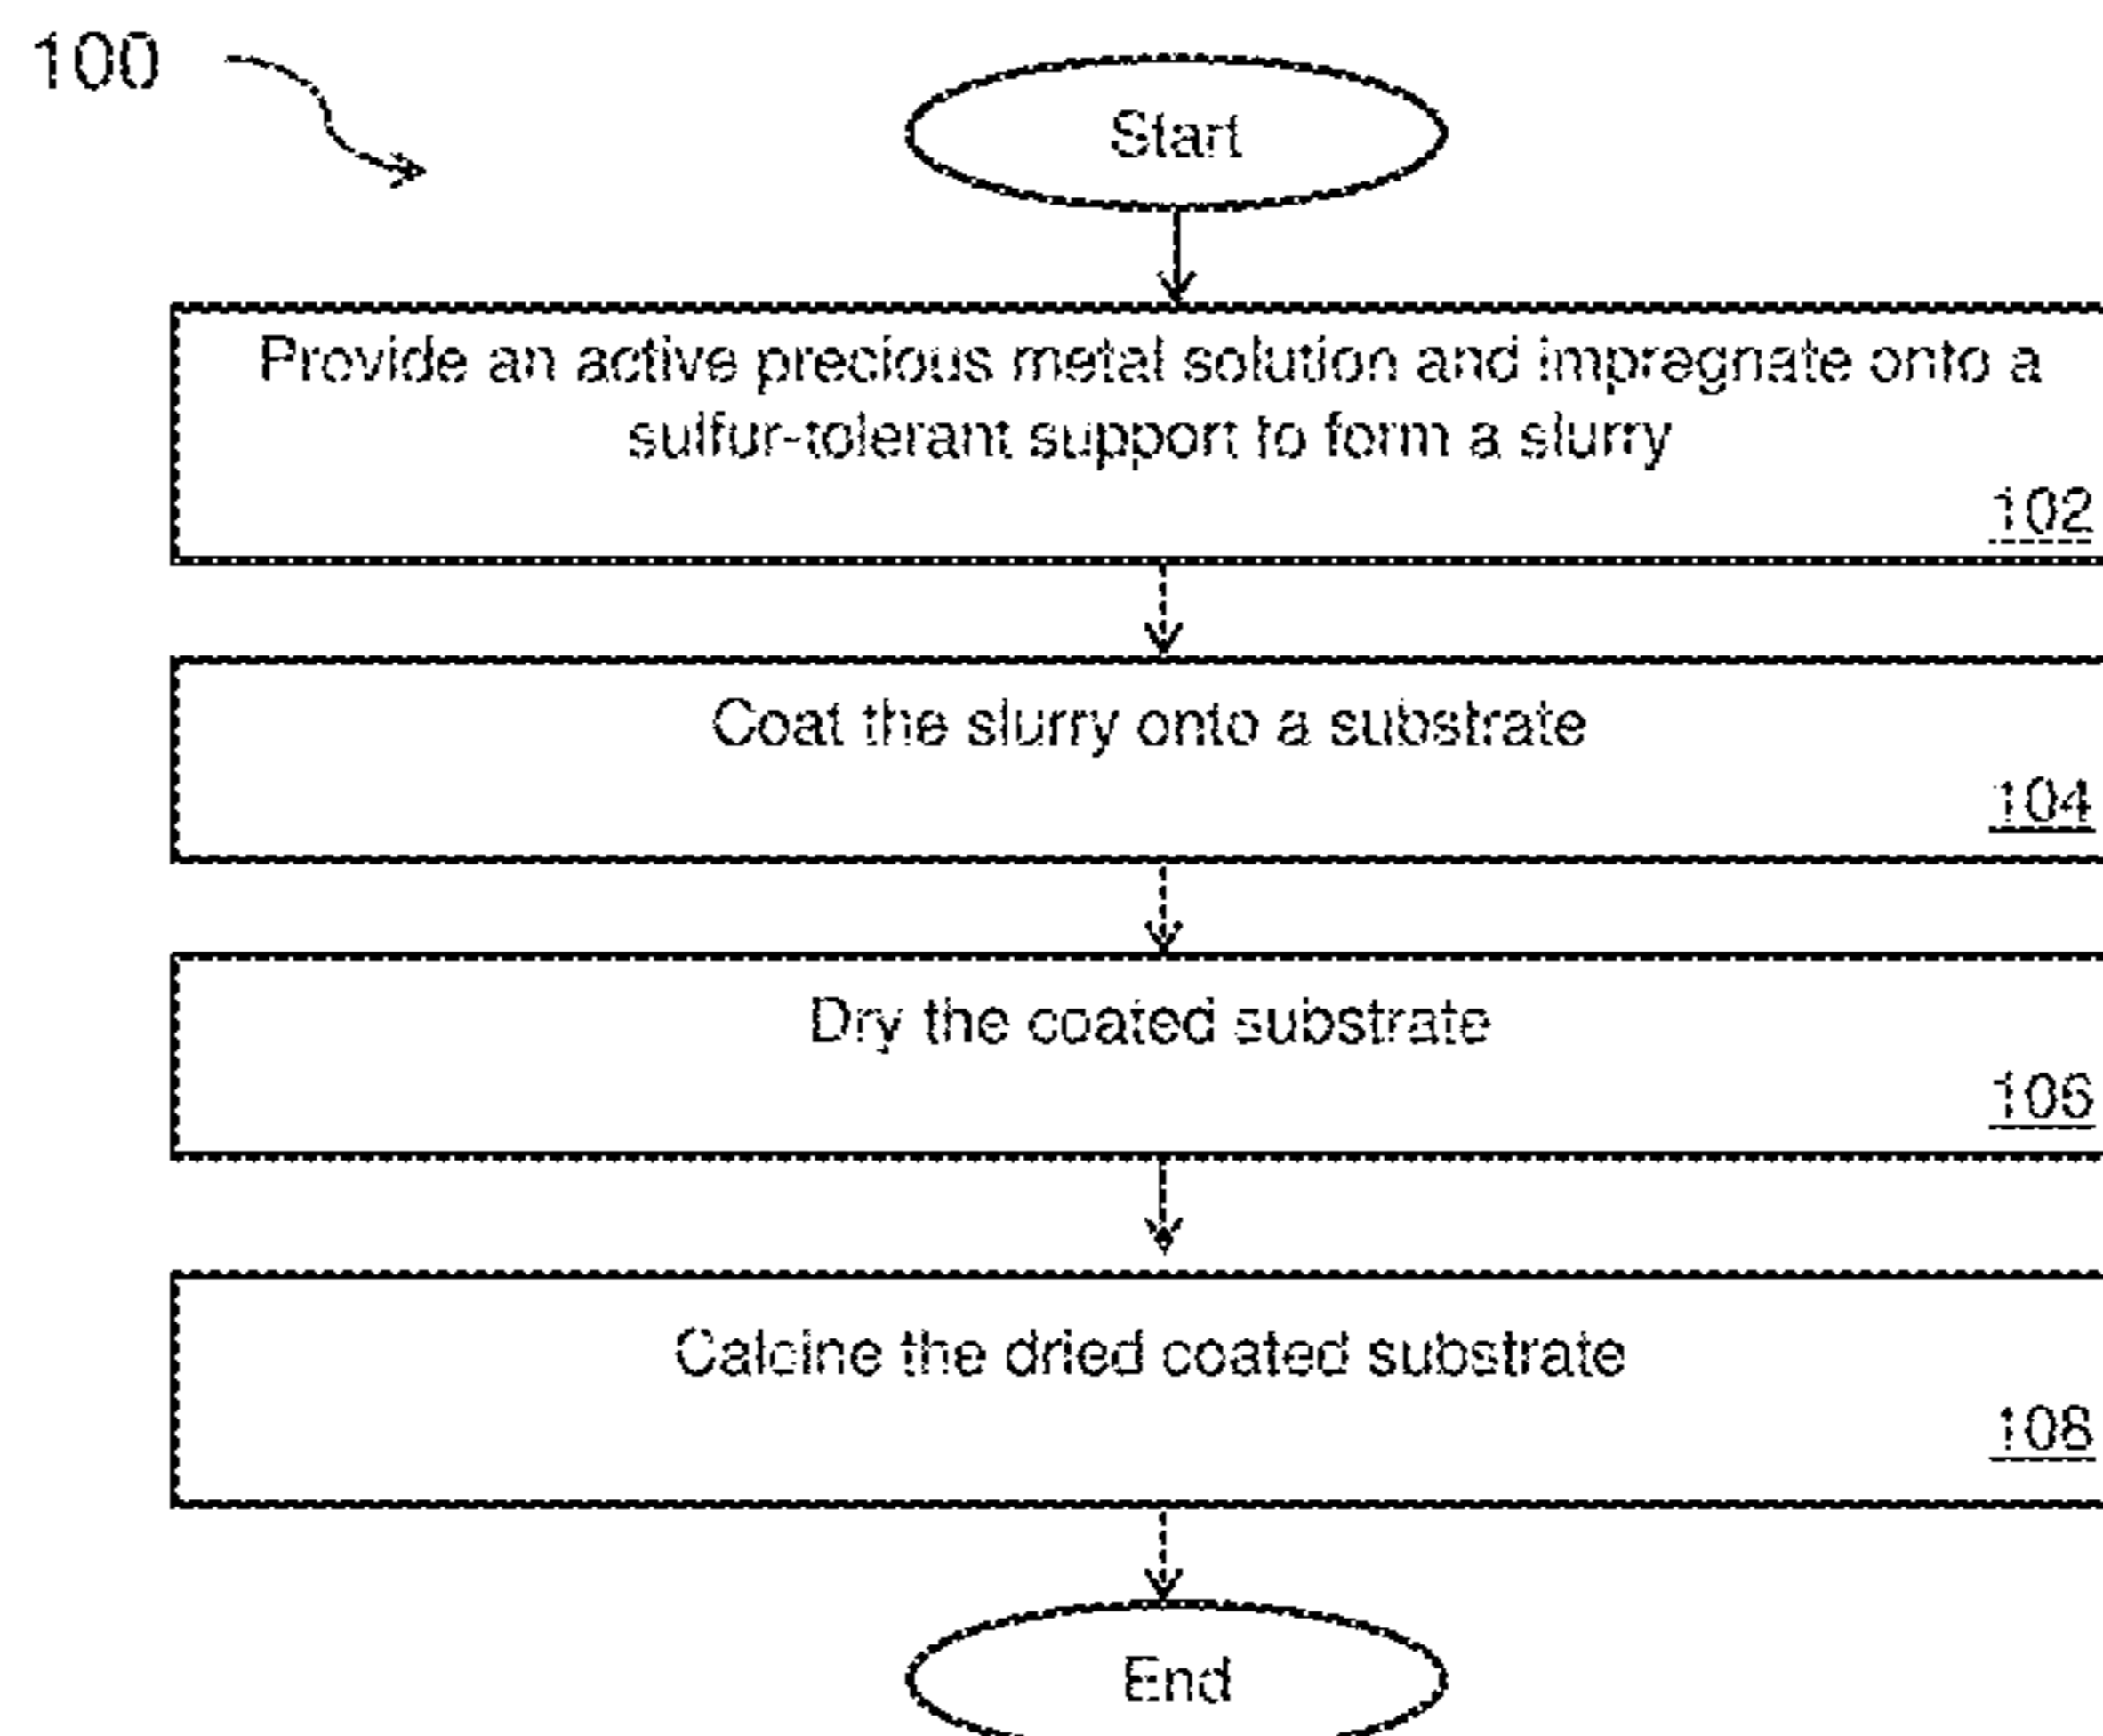 100
Start
Provide an active precious metal solution and impregnate onto a
sulfur-tolerant support to form a slurry
102
Coat the slurry onto a substrate
104
Dry the coated substrate
106
Calcine the dried coated substrate
108
End